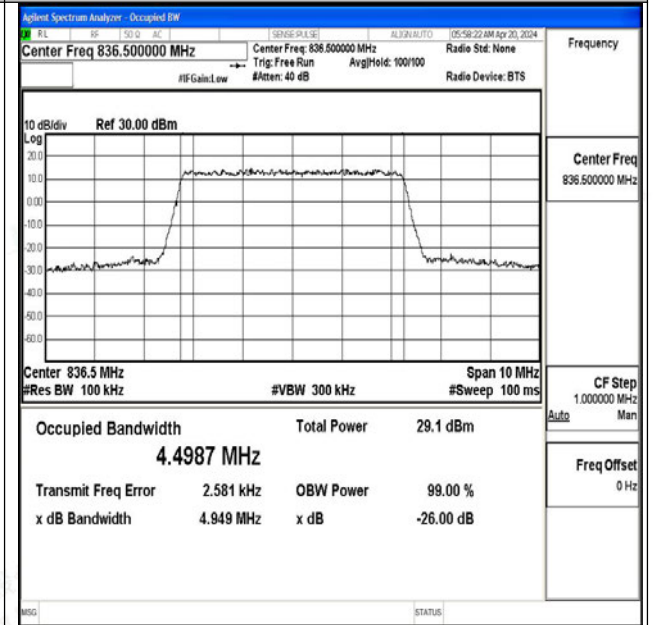 Agilent Spectrum Analyzer - Occupied BW
RL RF 50 Ω AC SENSE:PULSE ALIGN AUTO 05:58:22 AM Apr 20, 2024
Center Freq 836.500000 MHz
Center Freq: 836.500000 MHz
Radio Std: None
Trig: Free Run Avg|Hold: 100/100
#IFGain:Low #Atten: 40 dB Radio Device: BTS
Frequency
10 dB/div Ref 30.00 dBm
Log
20.0
10.0
0.00
-10.0
-20.0
-30.0
-40.0
-50.0
-60.0
Center 836.5 MHz Span 10 MHz
#Res BW 100 kHz #VBW 300 kHz #Sweep 100 ms
Center Freq
836.500000 MHz
CF Step
1.000000 MHz
Auto Man
Freq Offset
0 Hz
Occupied Bandwidth Total Power 29.1 dBm
4.4987 MHz
Transmit Freq Error 2.581 kHz OBW Power 99.00 %
x dB Bandwidth 4.949 MHz x dB -26.00 dB
MSG STATUS